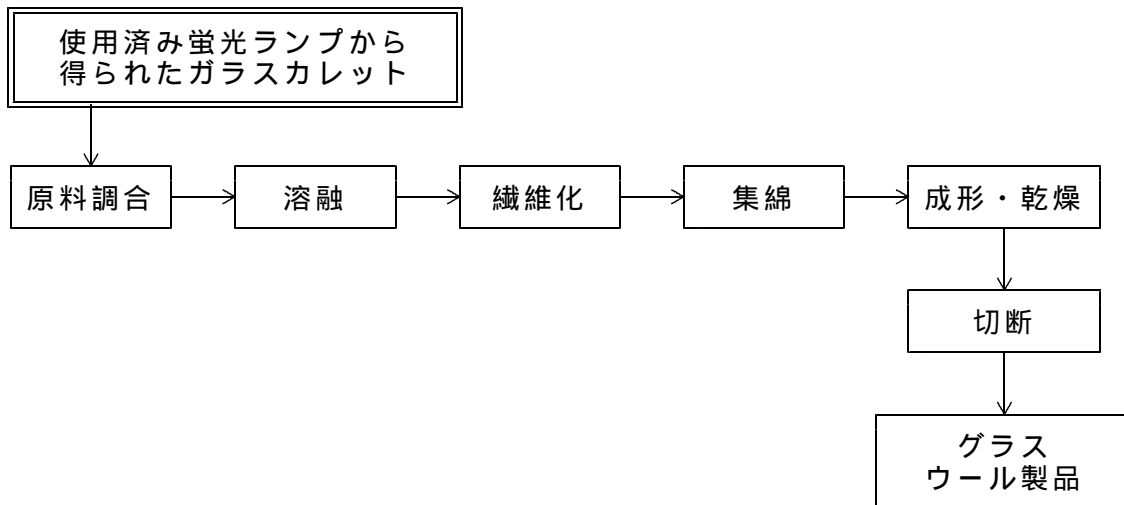 使用済み蛍光ランプから
得られたガラスカレット
原料調合
溶融
繊維化
集綿
成形・乾燥
切断
グラス
ウール製品